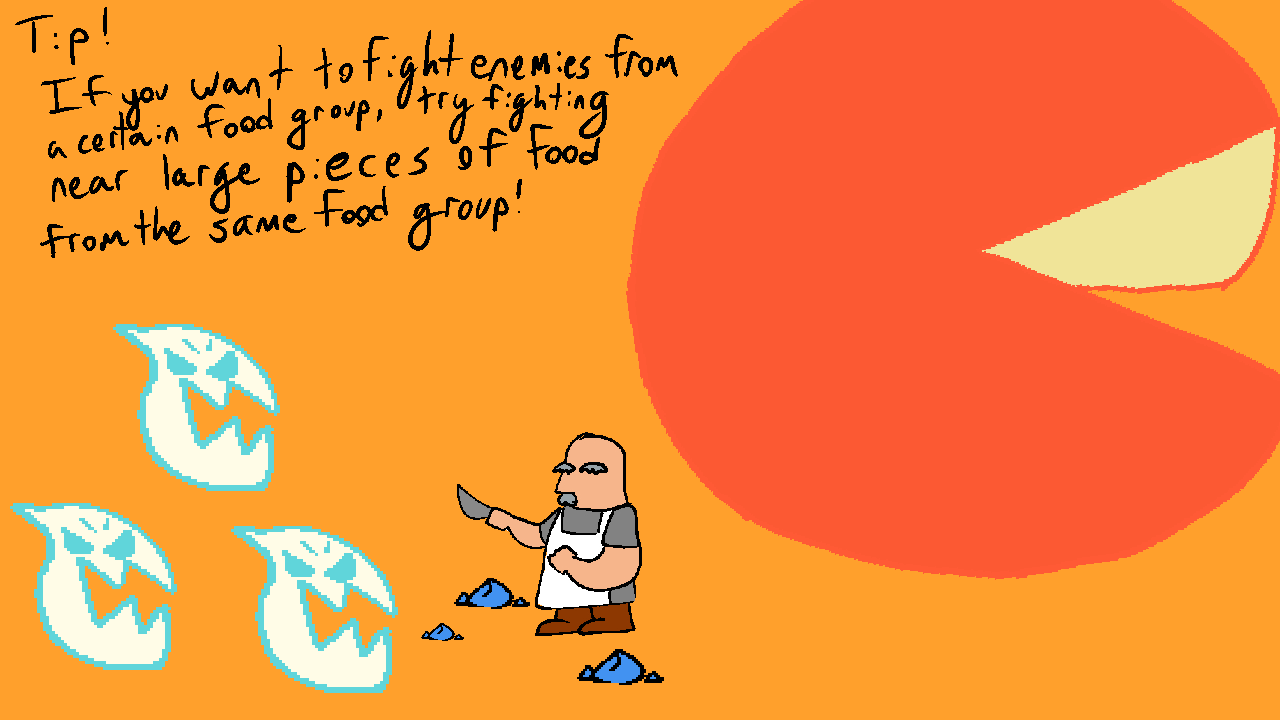 Tip!
If you want to fight enemies from
a certain food group, try fighting
near large pieces of food
from the same food group!